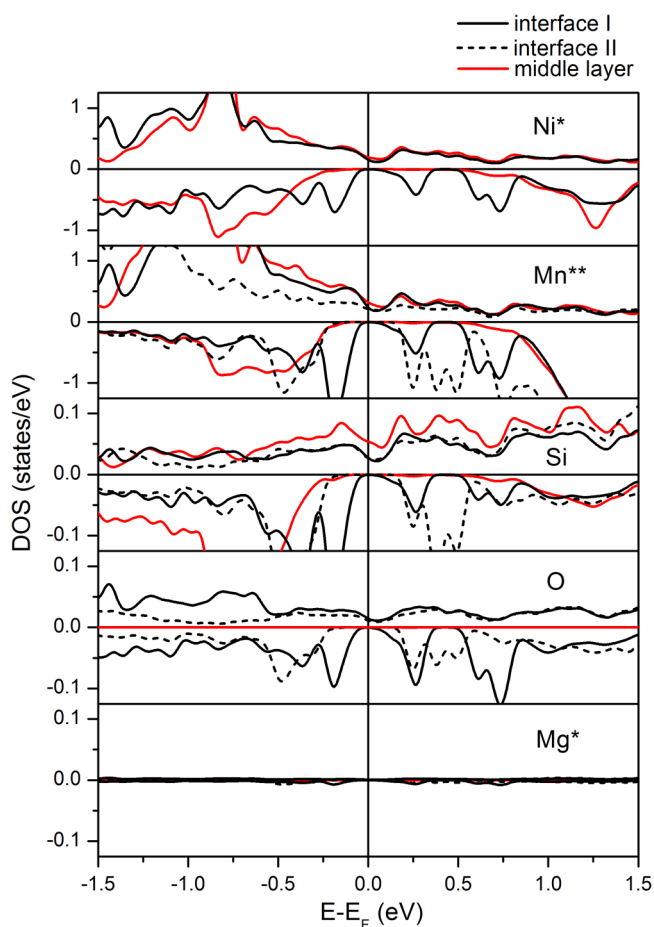 interface I
interface II
middle layer
Ni*
1
0
-1
Mn**
1
0
-1
DOS (states/eV)
Si
0.1
0.0
-0.1
O
0.1
0.0
-0.1
Mg*
0.1
0.0
-0.1
-1.5 -1.0 -0.5 0.0 0.5 1.0 1.5
E-E_F (eV)